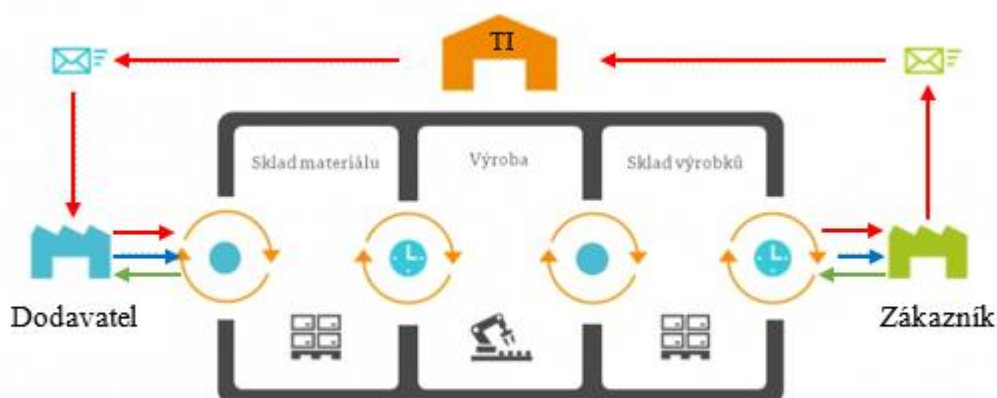 TI
Sklad materiálu
Výroba
Sklad výrobků
Dodavatel
Zákazník